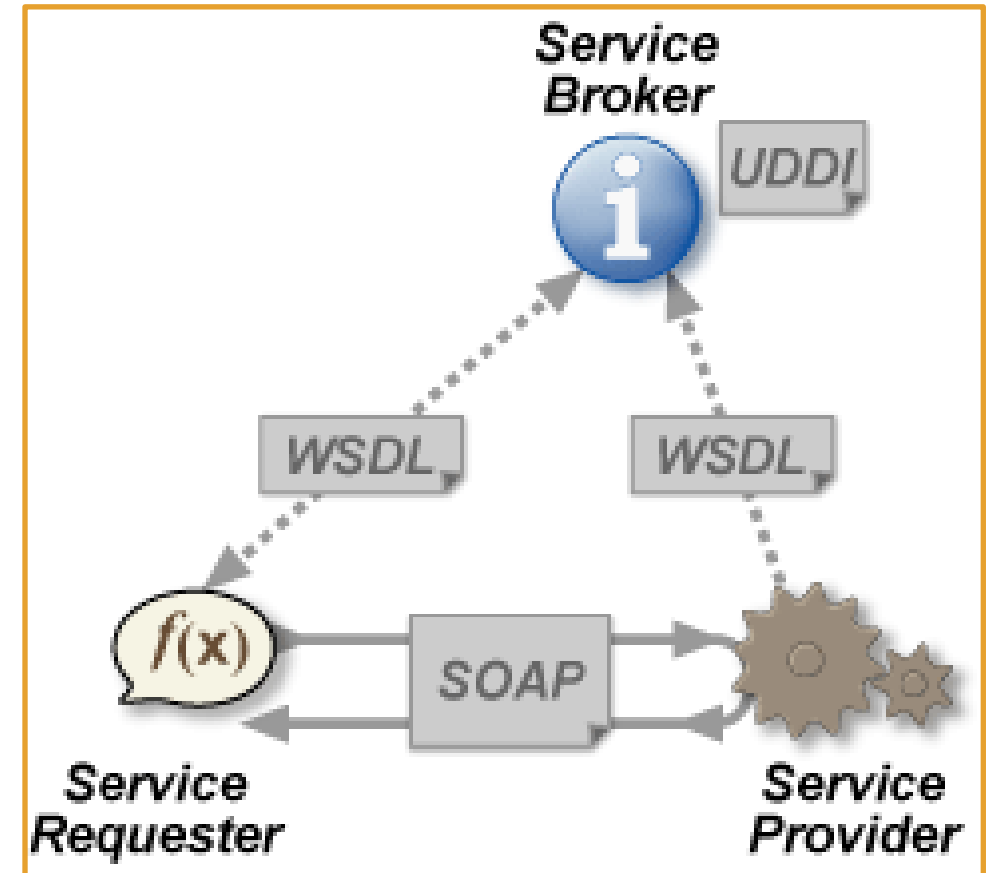 Service
Broker
UDDI
i
WSDL
WSDL
f(x)
SOAP
Service
Requester
Service
Provider